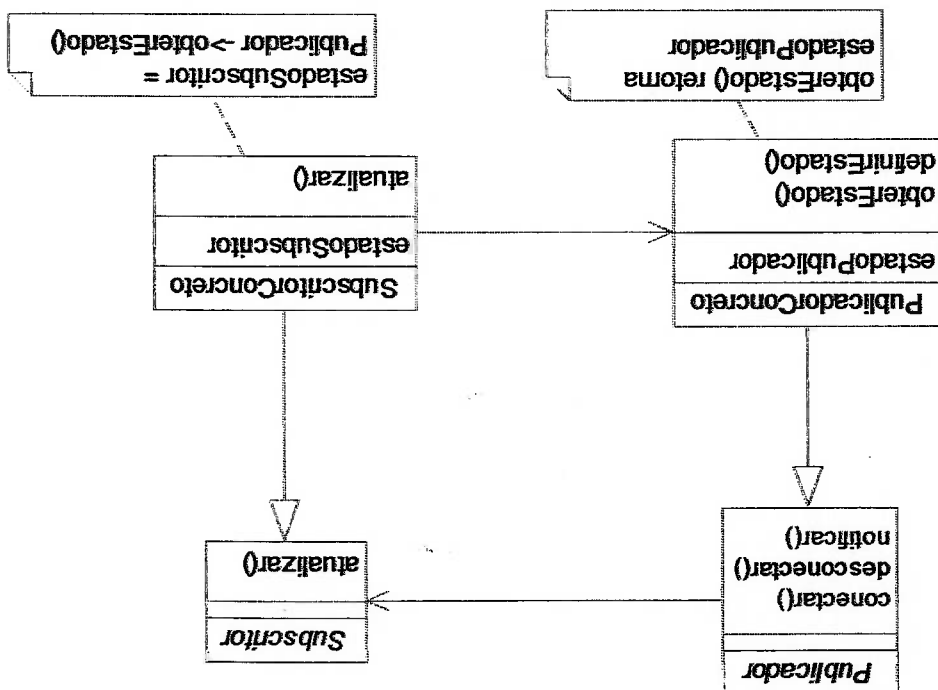 Publicador
conectar()
desconectar()
notificar()
Subscritor
atualizar()
PublicadorConcreto
estadoPublicador
obterEstado()
definirEstado()
SubscritorConcreto
estadoSubscritor
atualizar()
obterEstado() retorna
estadoPublicador
estadoSubscritor =
Publicador ->obterEstado()